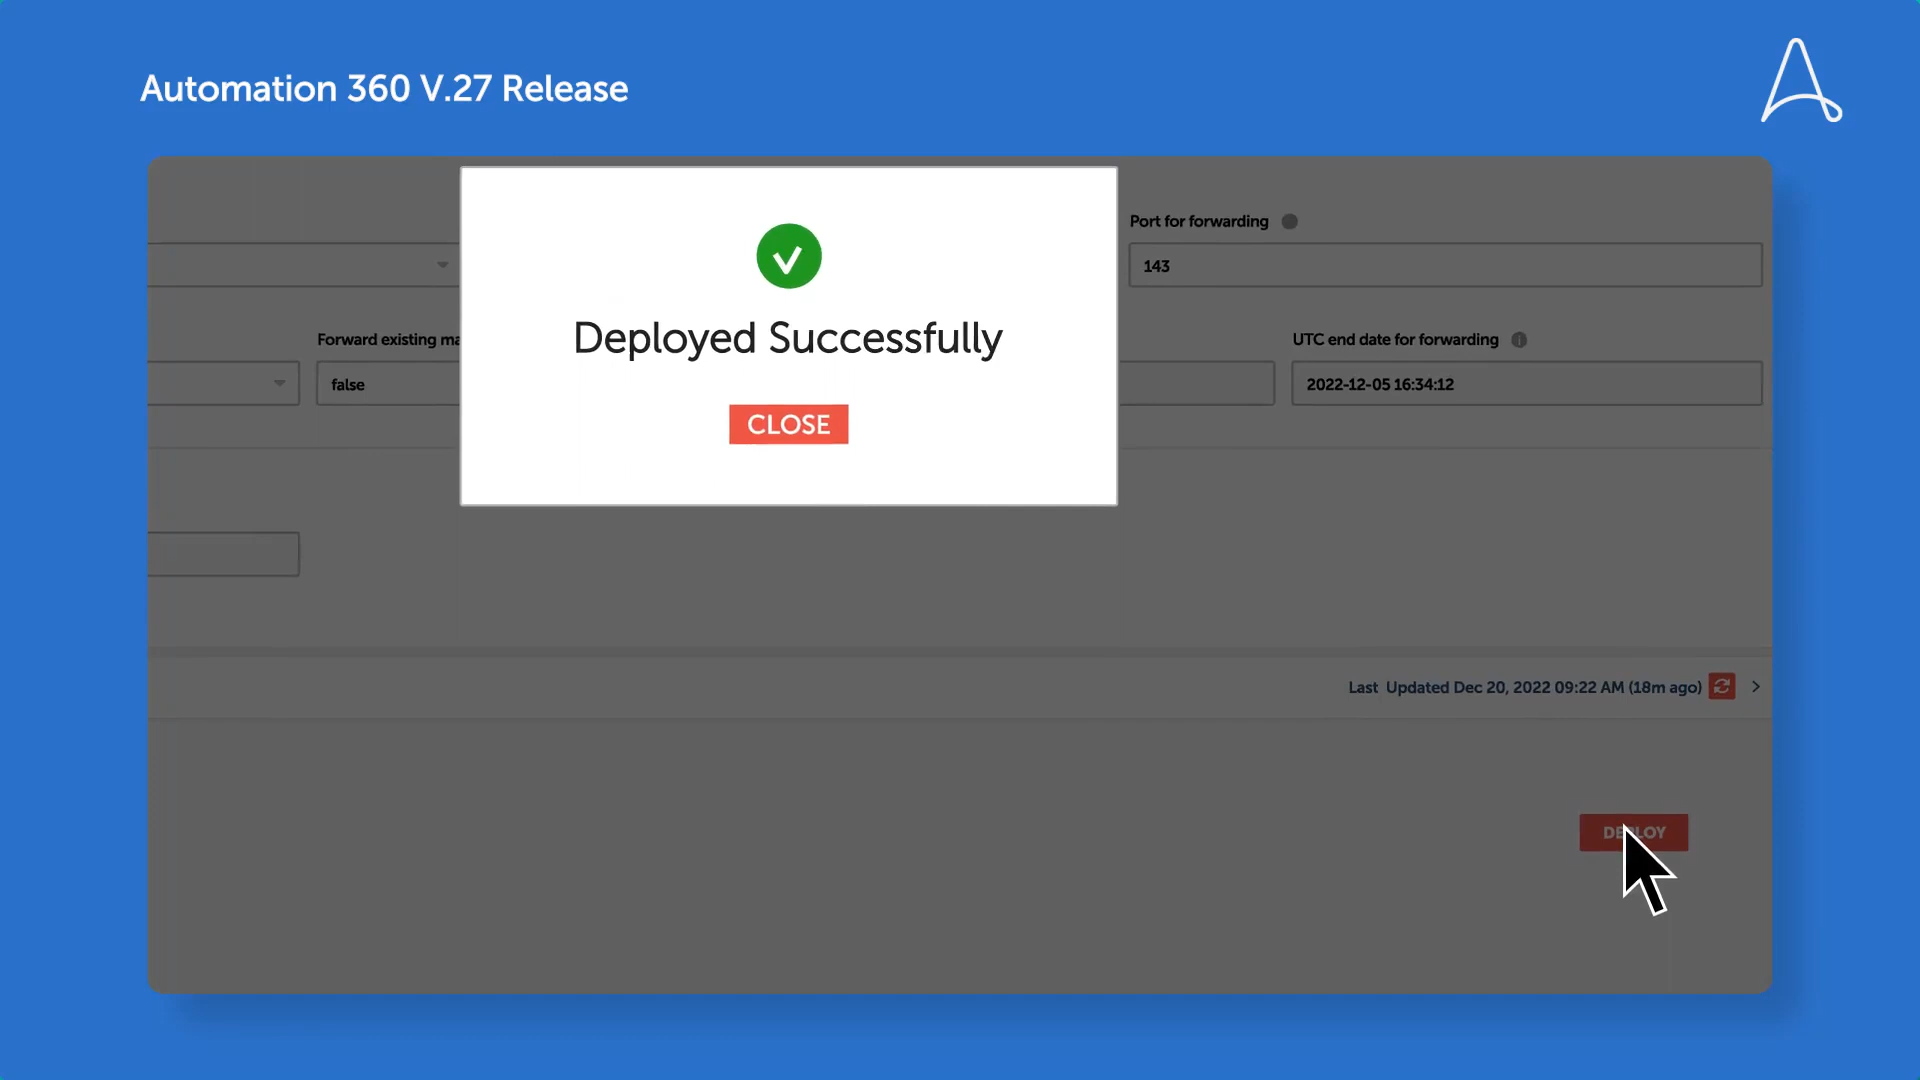 Automation 360 V.27 Release
Port for forwarding
143
Deployed Successfully
Forward existing ma
UTC end date for forwarding
false
2022-12-05 16:34:12
CLOSE
Last Updated Dec 20, 2022 09:22 AM (18m ago)
DEPLOY